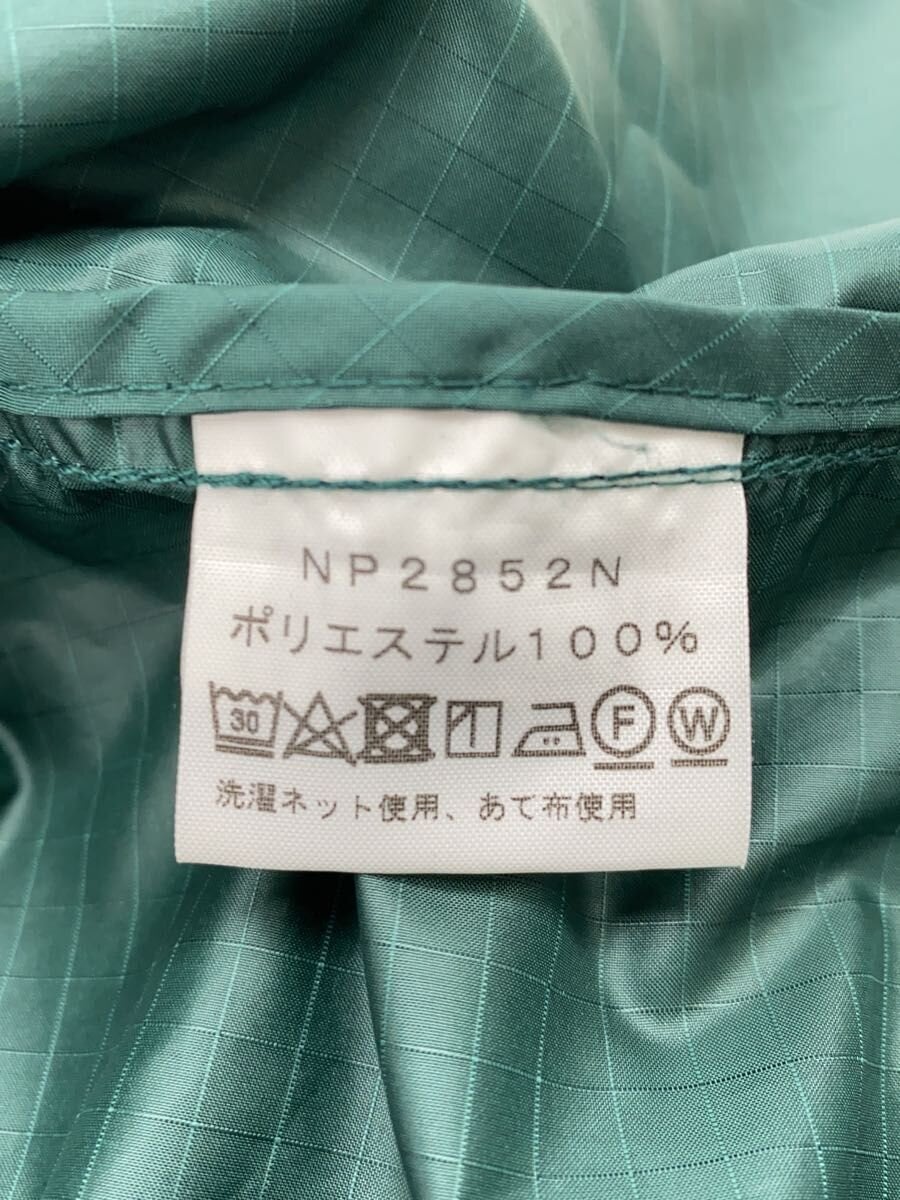 NP2852N
ポリエステル100%
30 F W
洗濯ネット使用、あて布使用